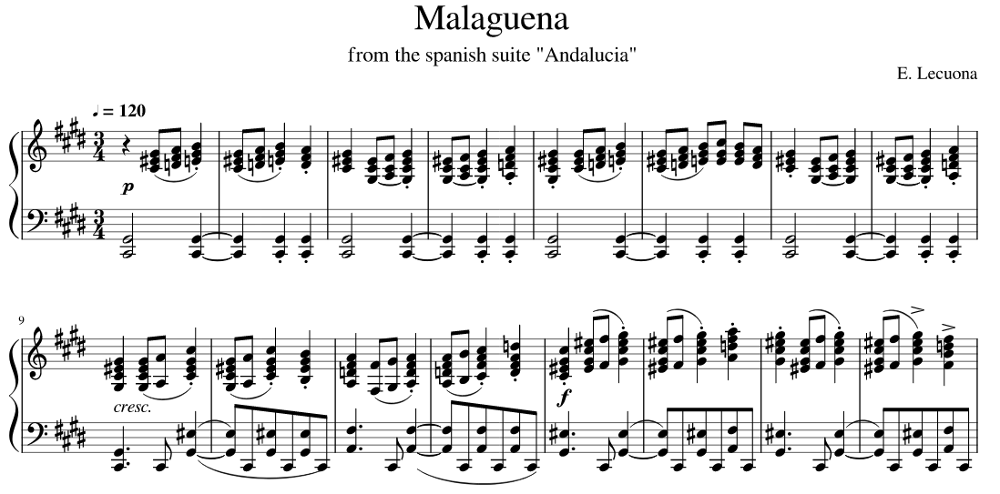 Malaguena
from the spanish suite "Andalucia"
E. Lecuona
♩ = 120
3
4
p
3
4
9
cresc.
f